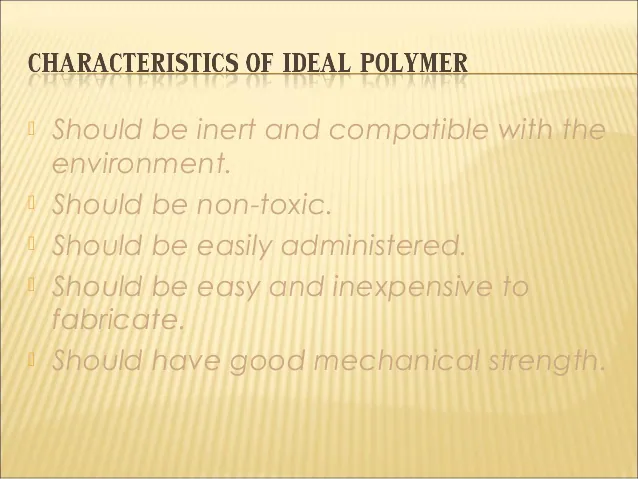 CHARACTERISTICS OF IDEAL POLYMER
Should be inert and compatible with the
environment.
Should be non-toxic.
Should be easily administered.
Should be easy and inexpensive to
fabricate.
Should have good mechanical strength.